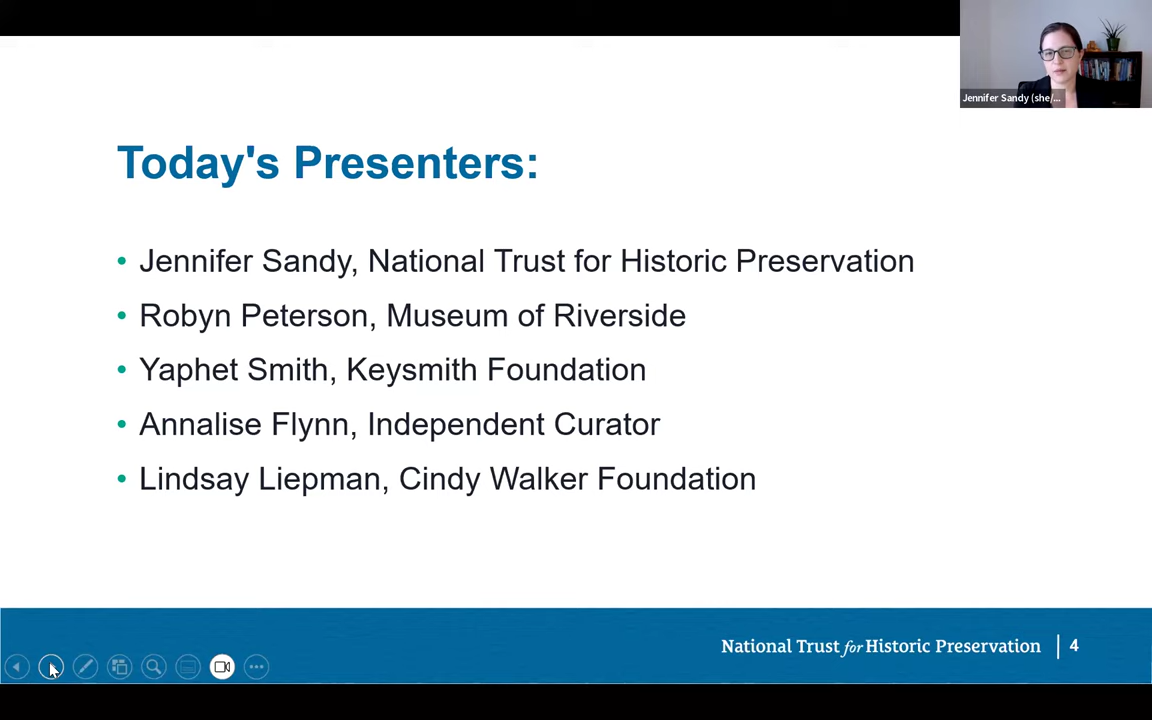 Jennifer Sandy (she/...
Today's Presenters:
• Jennifer Sandy, National Trust for Historic Preservation
• Robyn Peterson, Museum of Riverside
• Yaphet Smith, Keysmith Foundation
• Annalise Flynn, Independent Curator
• Lindsay Liepman, Cindy Walker Foundation
National Trust for Historic Preservation | 4